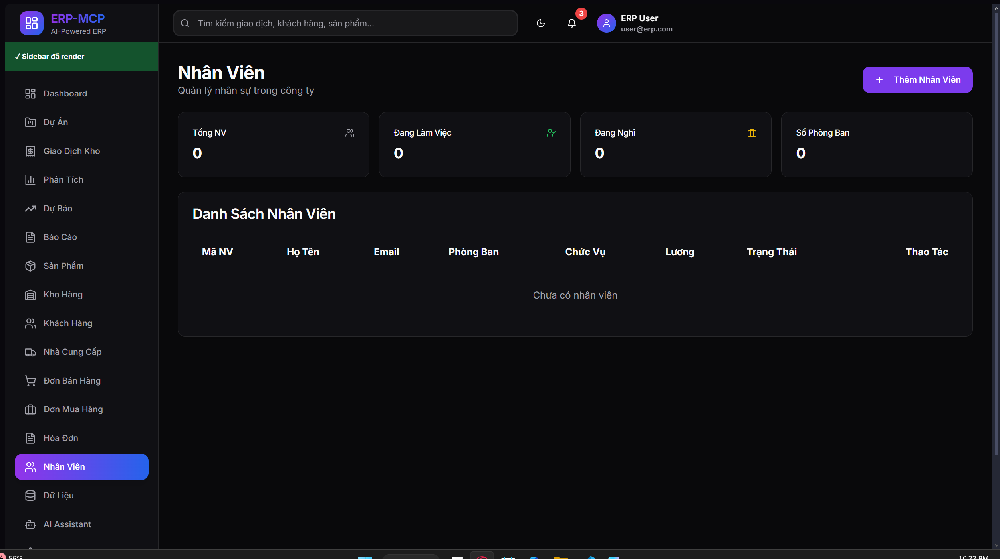 ERP-MCP
AI-Powered ERP
✓ Sidebar đã render
Dashboard
Dự Án
Giao Dịch Kho
Phân Tích
Dự Báo
Báo Cáo
Sản Phẩm
Kho Hàng
Khách Hàng
Nhà Cung Cấp
Đơn Bán Hàng
Đơn Mua Hàng
Hóa Đơn
Nhân Viên
Dữ Liệu
AI Assistant
Tìm kiếm giao dịch, khách hàng, sản phẩm...
3
ERP User
user@erp.com
Nhân Viên
Quản lý nhân sự trong công ty
Thêm Nhân Viên
Tổng NV
0
Đang Làm Việc
0
Đang Nghỉ
0
Số Phòng Ban
0
Danh Sách Nhân Viên
Mã NV Họ Tên Email Phòng Ban Chức Vụ Lương Trạng Thái Thao Tác
Chưa có nhân viên
4
56°F
10:22 PM